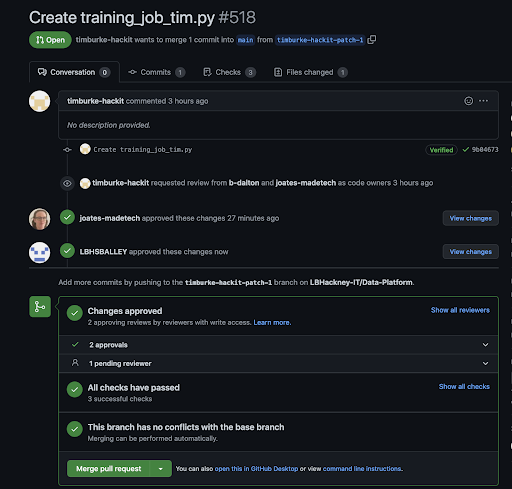 Create training_job_tim.py #518
Open timburke-hackit wants to merge 1 commit into main from timburke-hackit-patch-1
Conversation 0 Commits 1 Checks 3 Files changed 1
timburke-hackit commented 3 hours ago
No description provided.
Create training_job_tim.py Verified 9b04673
timburke-hackit requested review from b-dalton and joates-madetech as code owners 3 hours ago
joates-madetech approved these changes 27 minutes ago View changes
LBHSBALLEY approved these changes now View changes
Add more commits by pushing to the timburke-hackit-patch-1 branch on LBHackney-IT/Data-Platform.
Changes approved Show all reviewers
2 approving reviews by reviewers with write access. Learn more.
2 approvals
1 pending reviewer
All checks have passed Show all checks
3 successful checks
This branch has no conflicts with the base branch
Merging can be performed automatically.
Merge pull request You can also open this in GitHub Desktop or view command line instructions.